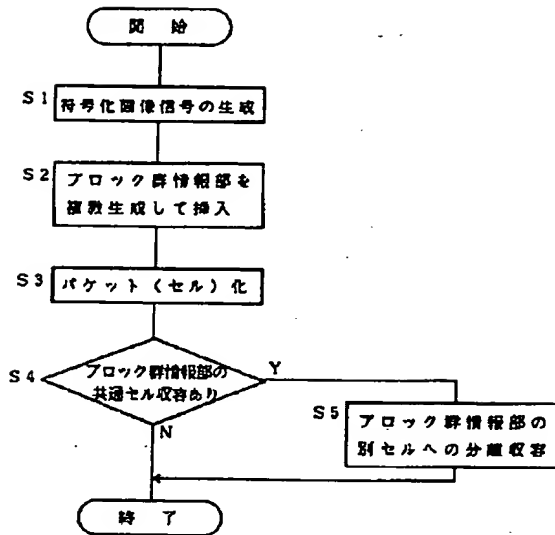 開 始
S1
符号化画像信号の生成
S2
ブロック群情報部を
複数生成して挿入
S3
パケット(セル)化
S4
ブロック群情報部の
共通セル収容あり
Y
N
S5
ブロック群情報部の
別セルへの分離収容
終 了